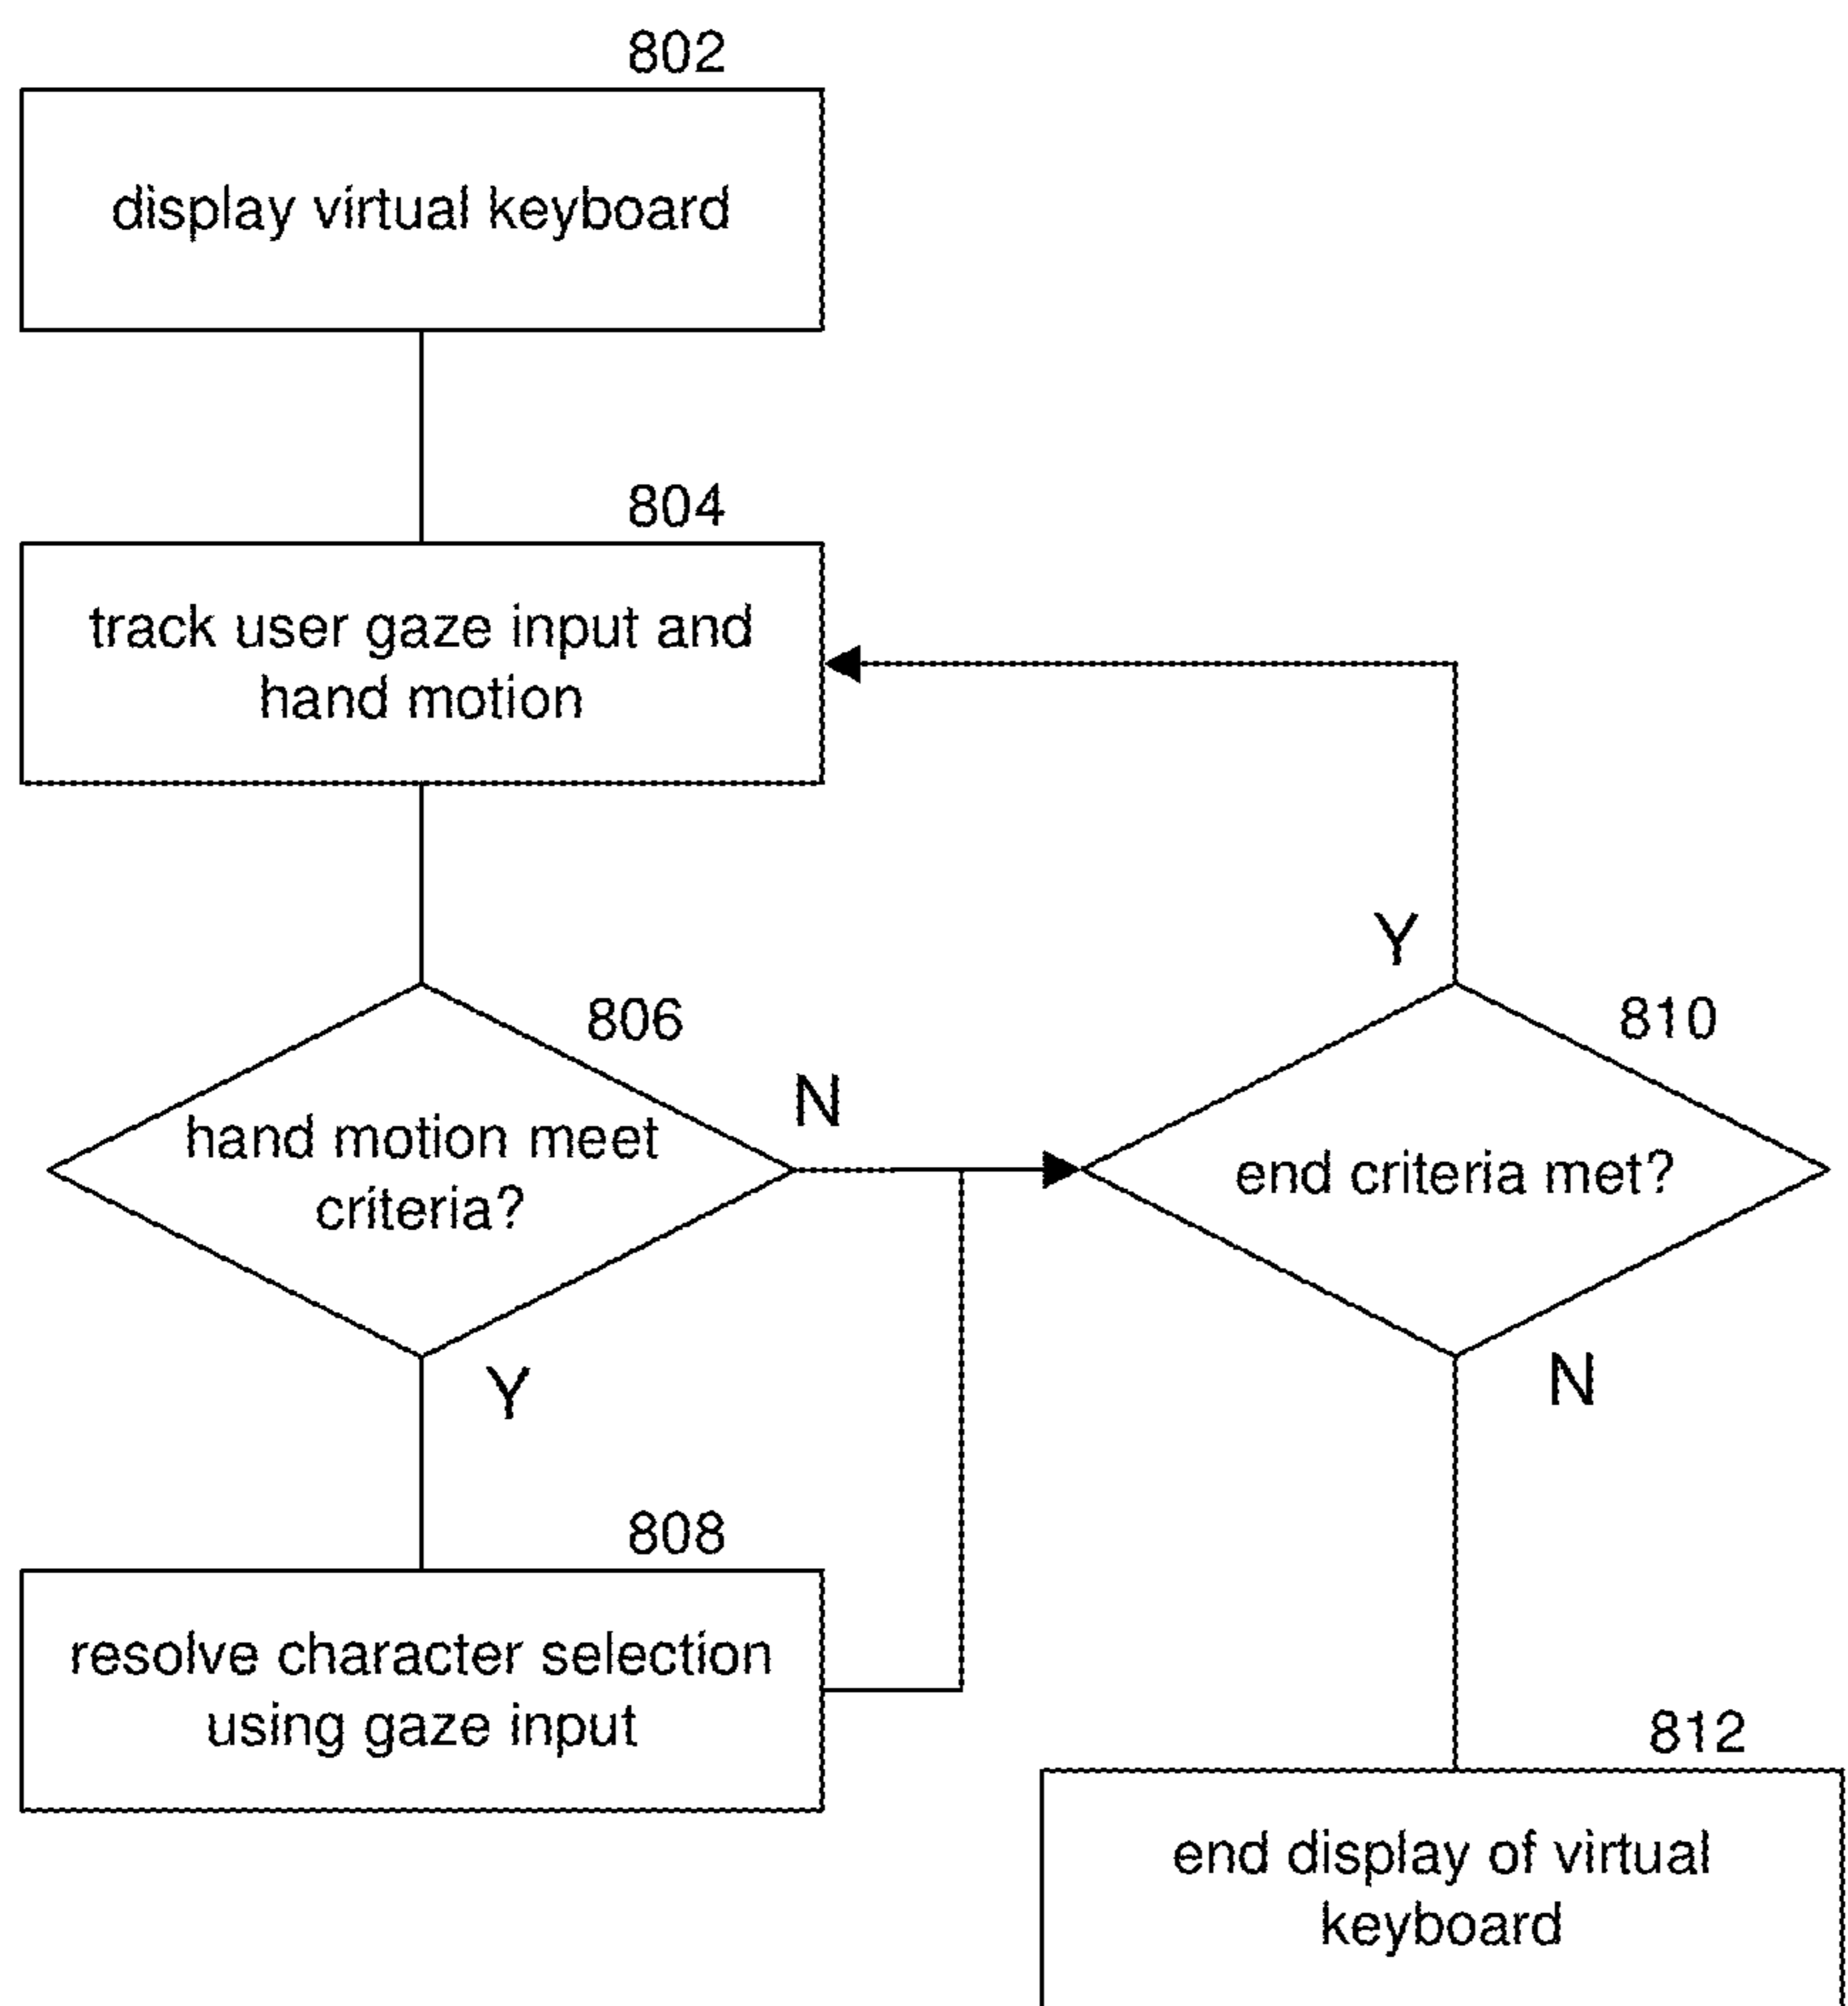 802
display virtual keyboard
804
track user gaze input and
hand motion
806
hand motion meet
criteria?
N
Y
808
resolve character selection
using gaze input
Y
810
end criteria met?
N
812
end display of virtual
keyboard